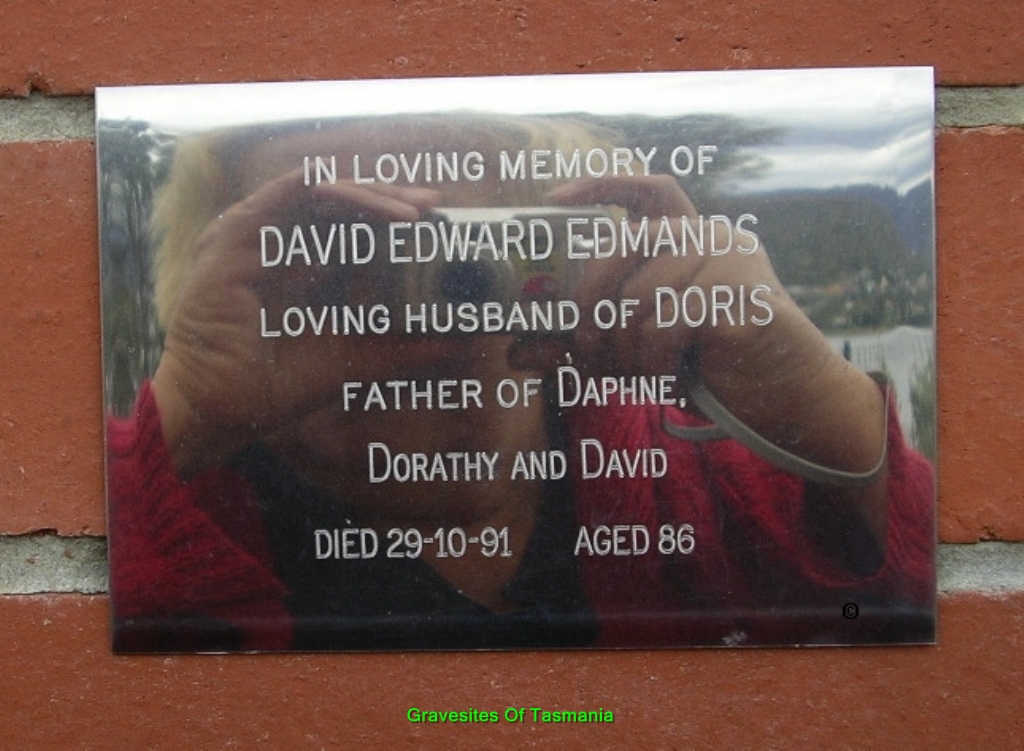 IN LOVING MEMORY OF
DAVID EDWARD EDMANDS
LOVING HUSBAND OF DORIS
FATHER OF DAPHNE,
DORATHY AND DAVID
DIED 29-10-91 AGED 86
©
Gravesites Of Tasmania